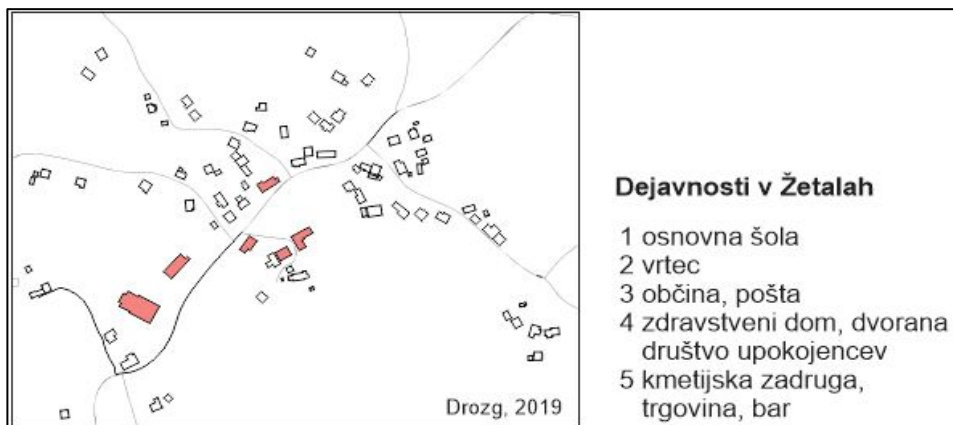 Dejavnosti v Žetalah
1 osnovna šola
2 vrtec
3 občina, pošta
4 zdravstveni dom, dvorana
društvo upokojencev
5 kmetijska zadruga,
trgovina, bar
Drozg, 2019